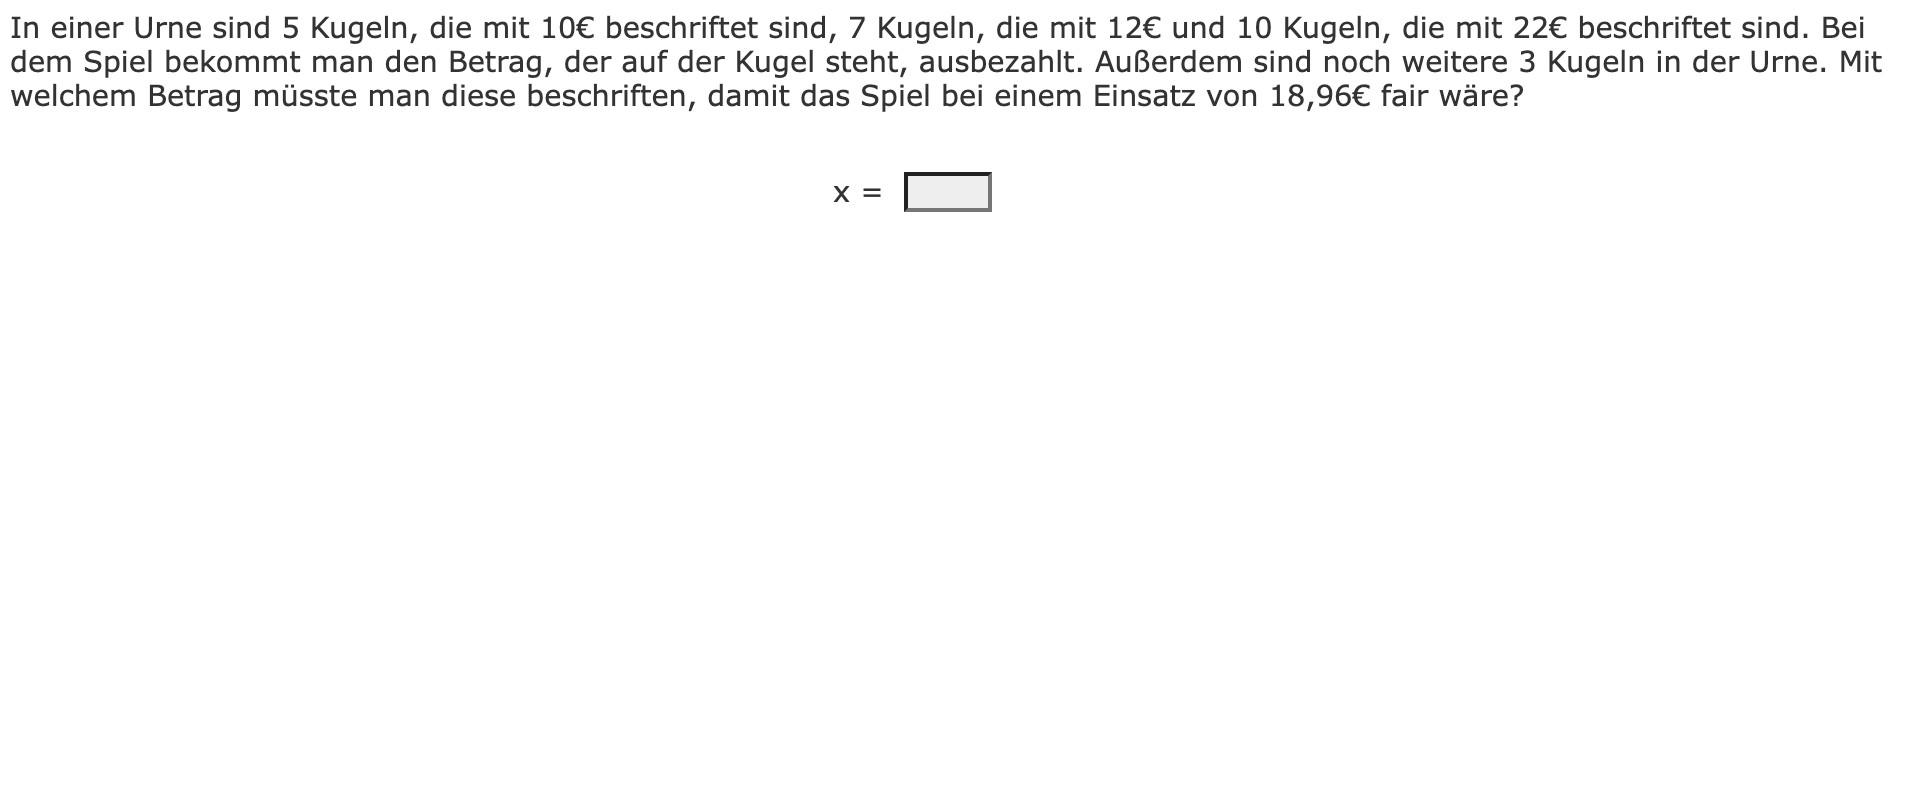 In einer Urne sind 5 Kugeln, die mit 10€ beschriftet sind, 7 Kugeln, die mit 12€ und 10 Kugeln, die mit 22€ beschriftet sind. Bei
dem Spiel bekommt man den Betrag, der auf der Kugel steht, ausbezahlt. Außerdem sind noch weitere 3 Kugeln in der Urne. Mit
welchem Betrag müsste man diese beschriften, damit das Spiel bei einem Einsatz von 18,96€ fair wäre?
x =